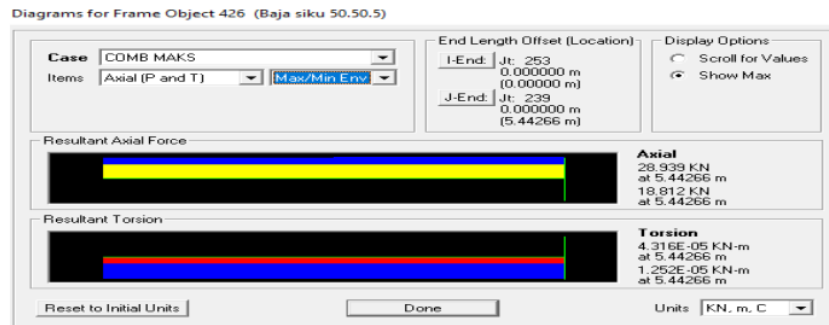 Diagrams for Frame Object 426 (Baja siku 50.50.5)
Case COMB MAKS
Items Axial (P and T) Max/Min Env
End Length Offset (Location)
I-End: Jt: 253
0.000000 m
(0.00000 m)
J-End: Jt: 239
0.000000 m
(5.44266 m)
Display Options
Scroll for Values
Show Max
Resultant Axial Force
Axial
28.939 KN
at 5.44266 m
18.812 KN
at 5.44266 m
Resultant Torsion
Torsion
4.316E-05 KN-m
at 5.44266 m
1.252E-05 KN-m
at 5.44266 m
Reset to Initial Units
Done
Units KN, m, C